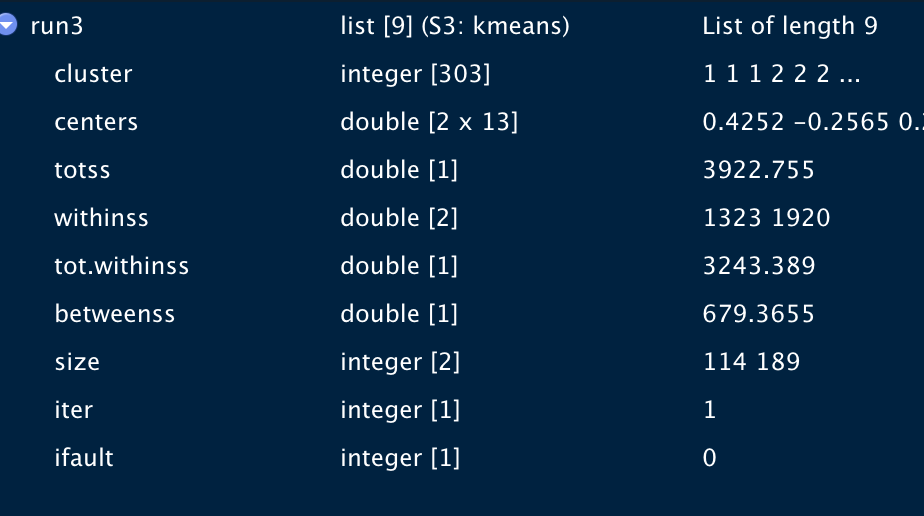 run3 list [9] (S3: kmeans) List of length 9
cluster integer [303] 1 1 1 2 2 2 ...
centers double [2 x 13] 0.4252 -0.2565 0.
totss double [1] 3922.755
withinss double [2] 1323 1920
tot.withinss double [1] 3243.389
betweenss double [1] 679.3655
size integer [2] 114 189
iter integer [1] 1
ifault integer [1] 0